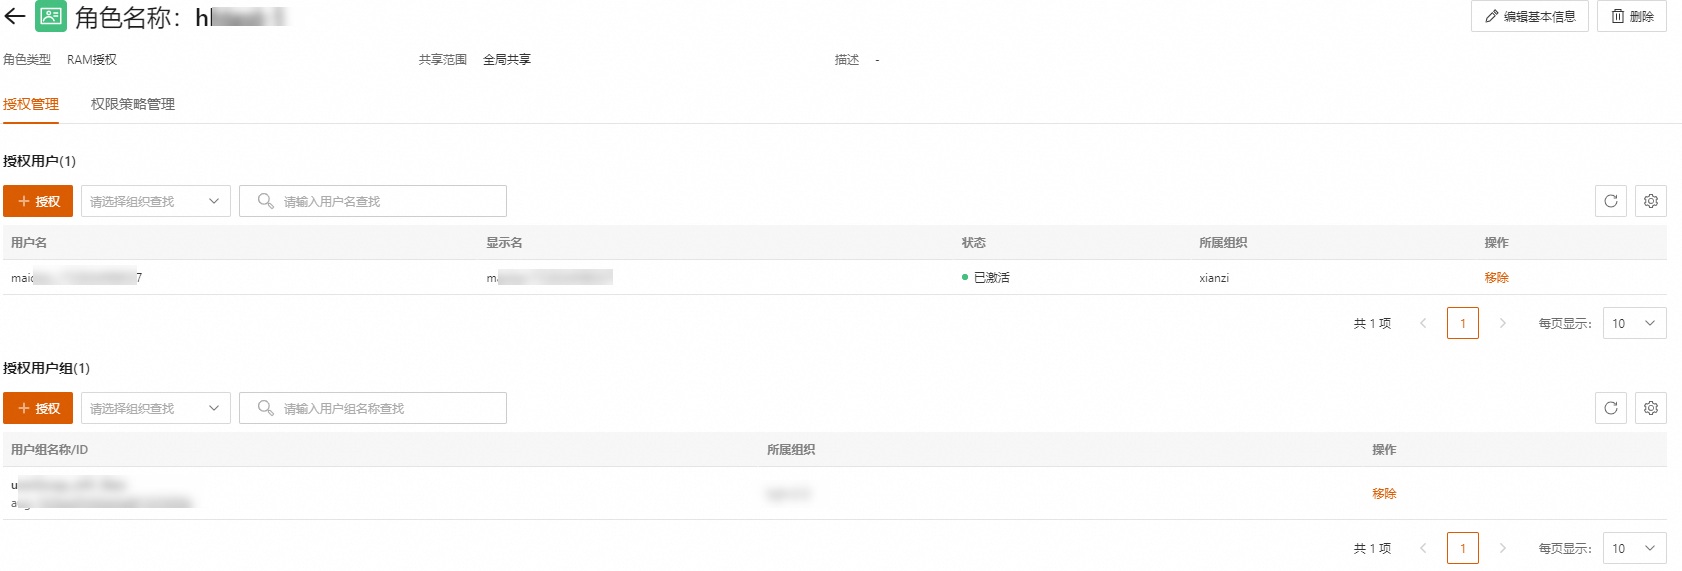 角色名称：
编辑基本信息 删除
角色类型 RAM授权 共享范围 全局共享 描述 -
授权管理 权限策略管理
授权用户(1)
授权 请选择组织查找 请输入用户名查找
用户名 显示名 状态 所属组织 操作
已激活 xianzi 移除
共 1 项 1 每页显示： 10
授权用户组(1)
授权 请选择组织查找 请输入用户组名称查找
用户组名称/ID 所属组织 操作
移除
共 1 项 1 每页显示： 10